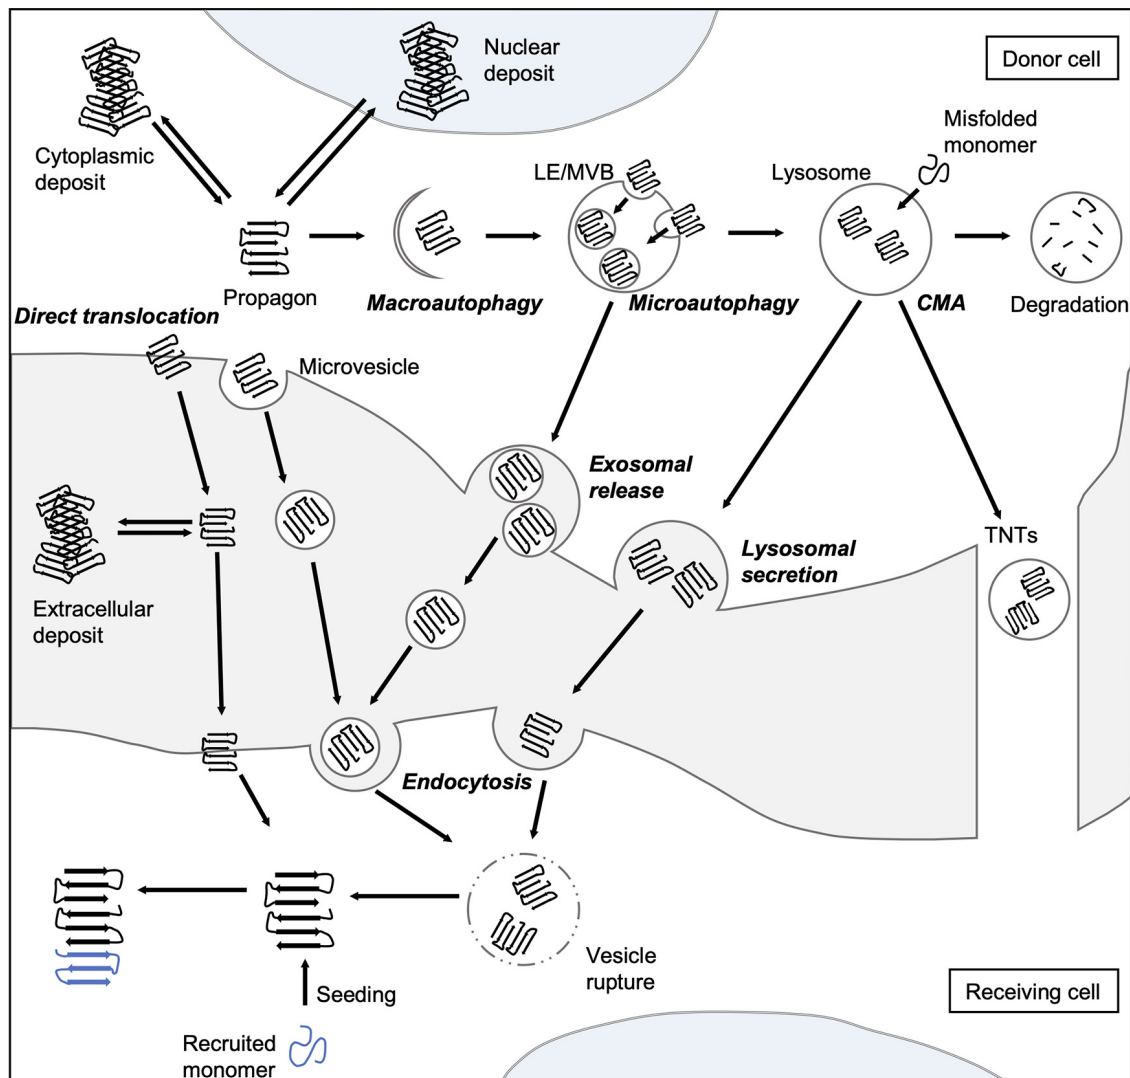 Nuclear
deposit
Donor cell
Cytoplasmic
deposit
Misfolded
monomer
LE/MVB
Lysosome
Propagon
Macroautophagy
Microautophagy
CMA
Degradation
Direct translocation
Microvesicle
Exosomal
release
TNTs
Lysosomal
secretion
Extracellular
deposit
Endocytosis
Vesicle
rupture
Seeding
Receiving cell
Recruited
monomer